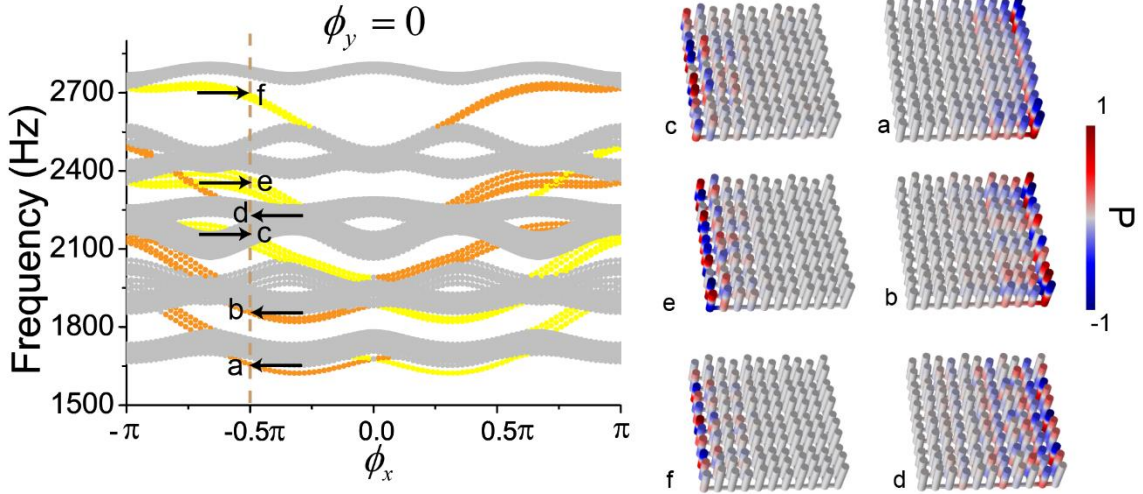 ϕy = 0
Frequency (Hz)
2700
2400
2100
1800
1500
f
e
d
c
b
a
-π
-0.5π
0.0
0.5π
π
ϕx
c
a
e
b
f
d
1
P
-1